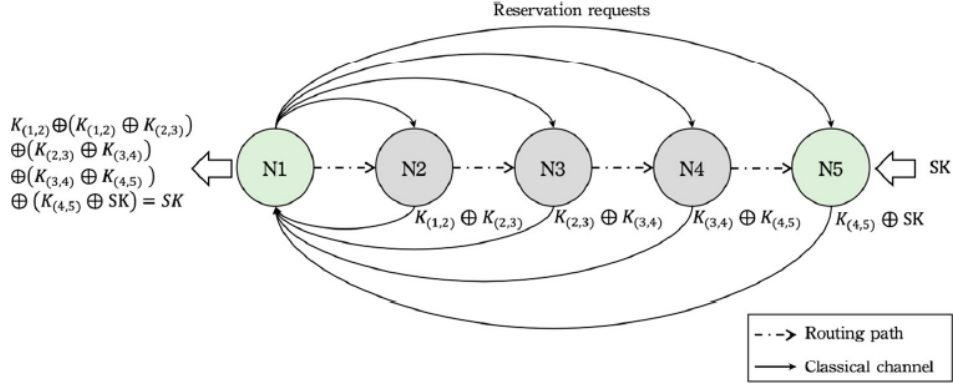 Reservation requests
K(1,2)⊕(K(1,2) ⊕ K(2,3))
⊕(K(2,3) ⊕ K(3,4))
⊕(K(3,4) ⊕ K(4,5) )
⊕ (K(4,5) ⊕ SK) = SK
N1
N2
N3
N4
N5
SK
K(1,2) ⊕ K(2,3)
K(2,3) ⊕ K(3,4)
K(3,4) ⊕ K(4,5)
K(4,5) ⊕ SK
Routing path
Classical channel